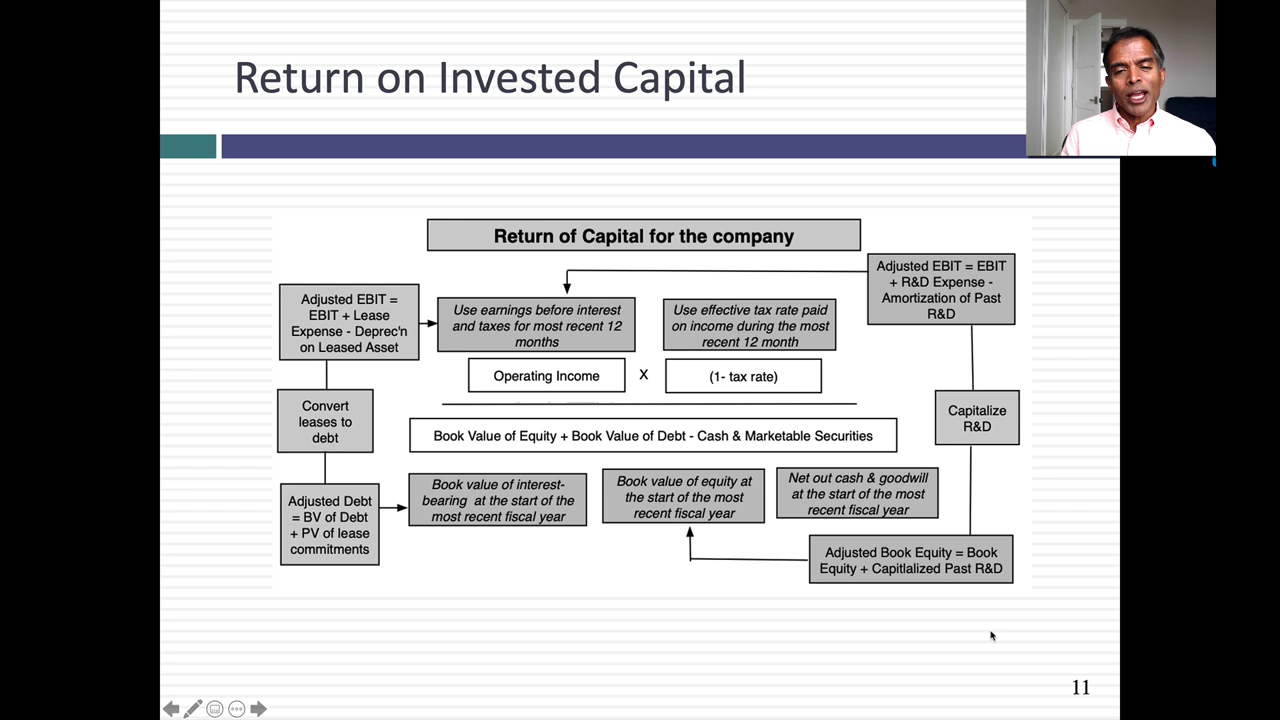 Return on Invested Capital
Return of Capital for the company
Adjusted EBIT = EBIT
+ R&D Expense -
Amortization of Past
R&D
Adjusted EBIT =
EBIT + Lease
Expense - Deprec'n
on Leased Asset
Use earnings before interest
and taxes for most recent 12
months
Use effective tax rate paid
on income during the most
recent 12 month
Operating Income
X
(1- tax rate)
Convert
leases to
debt
Capitalize
R&D
Book Value of Equity + Book Value of Debt - Cash & Marketable Securities
Adjusted Debt
= BV of Debt
+ PV of lease
commitments
Book value of interest-
bearing at the start of the
most recent fiscal year
Book value of equity at
the start of the most
recent fiscal year
Net out cash & goodwill
at the start of the most
recent fiscal year
Adjusted Book Equity = Book
Equity + Capitlalized Past R&D
11